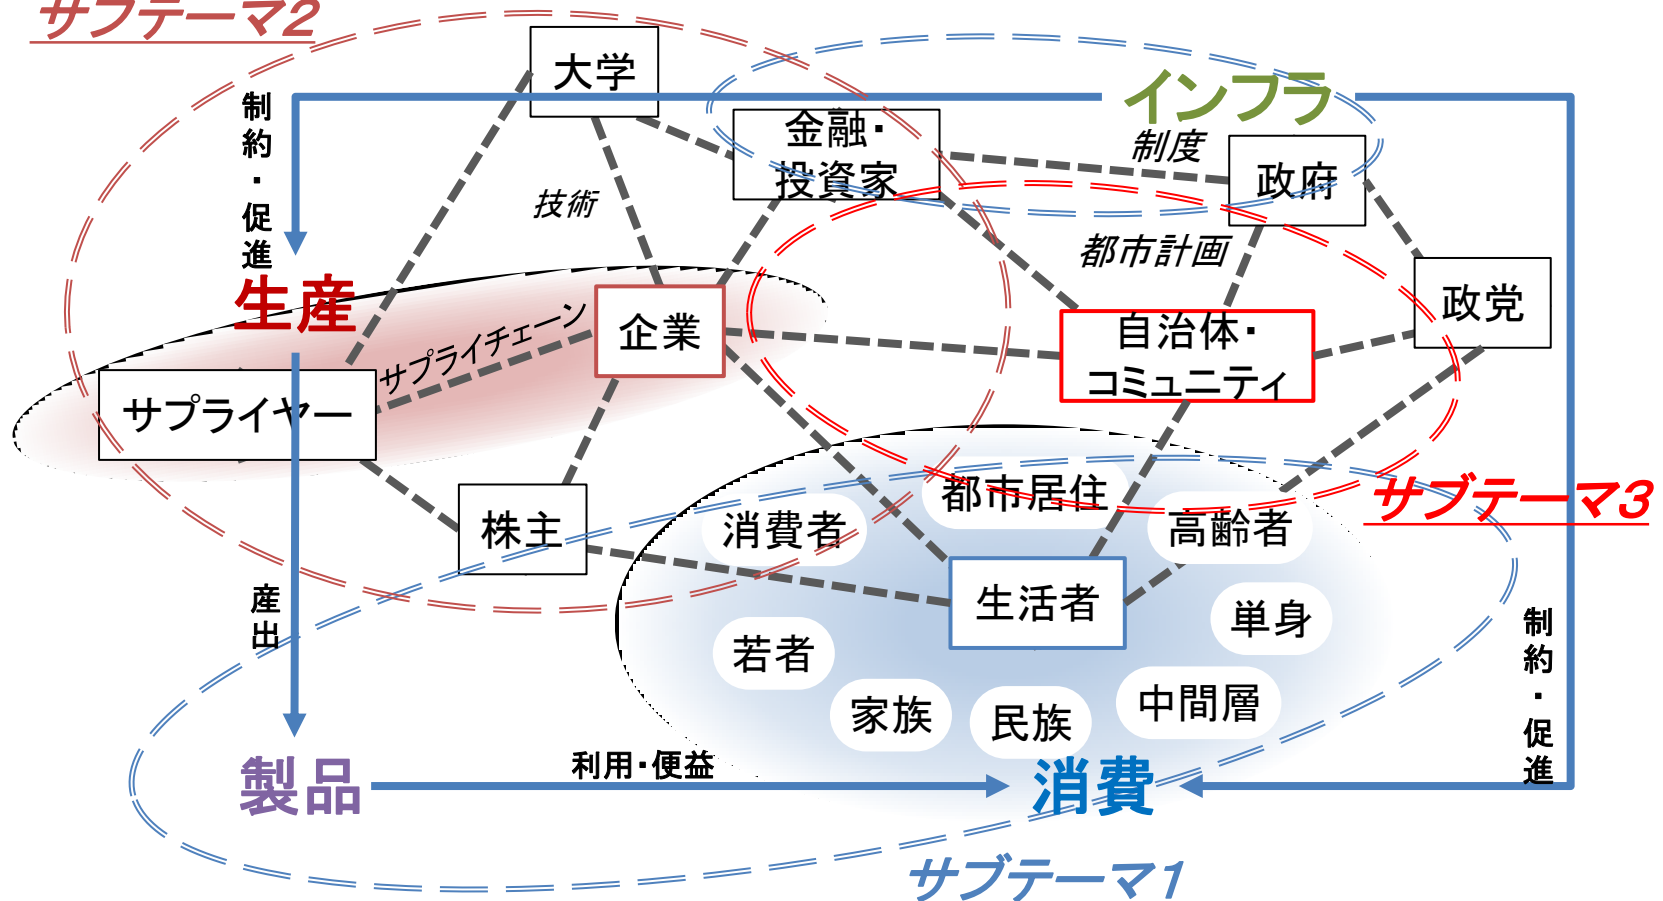 サブテーマ2
大学
インフラ
制約・促進
金融・
投資家
制度
政府
技術
都市計画
生産
政党
サプライチェーン
企業
自治体・
コミュニティ
サプライヤー
都市居住
サブテーマ3
消費者
高齢者
株主
生活者
産出
単身
制約・促進
若者
家族
民族
中間層
利用・便益
製品
消費
サブテーマ1